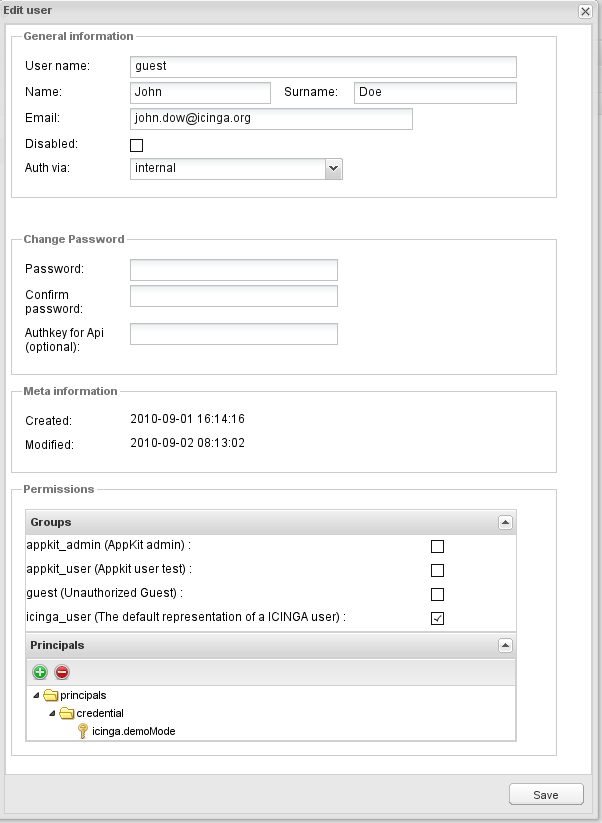 Edit user
General information
User name: guest
Name: John Surname: Doe
Email: john.dow@icinga.org
Disabled:
Auth via: internal
Change Password
Password:
Confirm
password:
Authkey for Api
(optional):
Meta information
Created: 2010-09-01 16:14:16
Modified: 2010-09-02 08:13:02
Permissions
Groups
appkit_admin (AppKit admin) :
appkit_user (Appkit user test) :
guest (Unauthorized Guest) :
icinga_user (The default representation of a ICINGA user) :
Principals
principals
credential
icinga.demoMode
Save